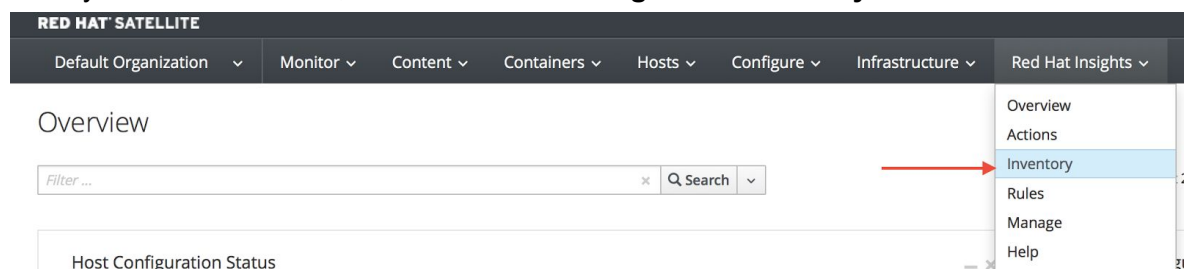 RED HAT SATELLITE
Default Organization Monitor Content Containers Hosts Configure Infrastructure Red Hat Insights
Overview
Overview
Actions
Inventory
Filter ... × Search
Rules
Manage
Help
Host Configuration Status